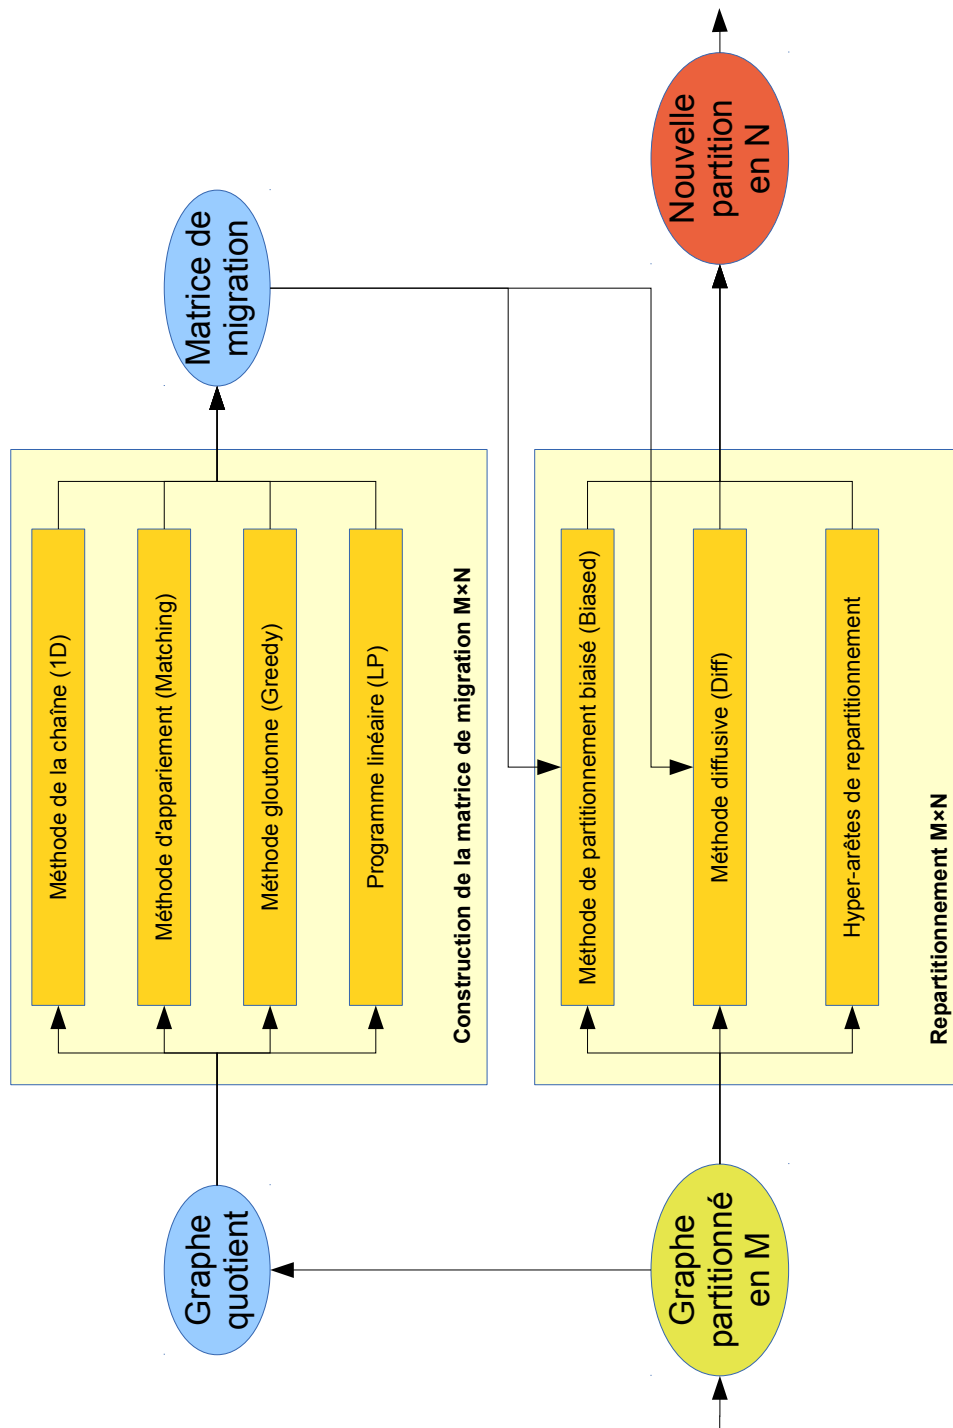 Graphe
quotient
Méthode de la chaîne (1D)
Méthode d'appariement (Matching)
Méthode gloutonne (Greedy)
Programme linéaire (LP)
Construction de la matrice de migration M×N
Matrice de
migration
Graphe
partitionné
en M
Méthode de partitionnement biaisé (Biased)
Méthode diffusive (Diff)
Hyper-arêtes de repartitionnement
Repartitionnement M×N
Nouvelle
partition
en N